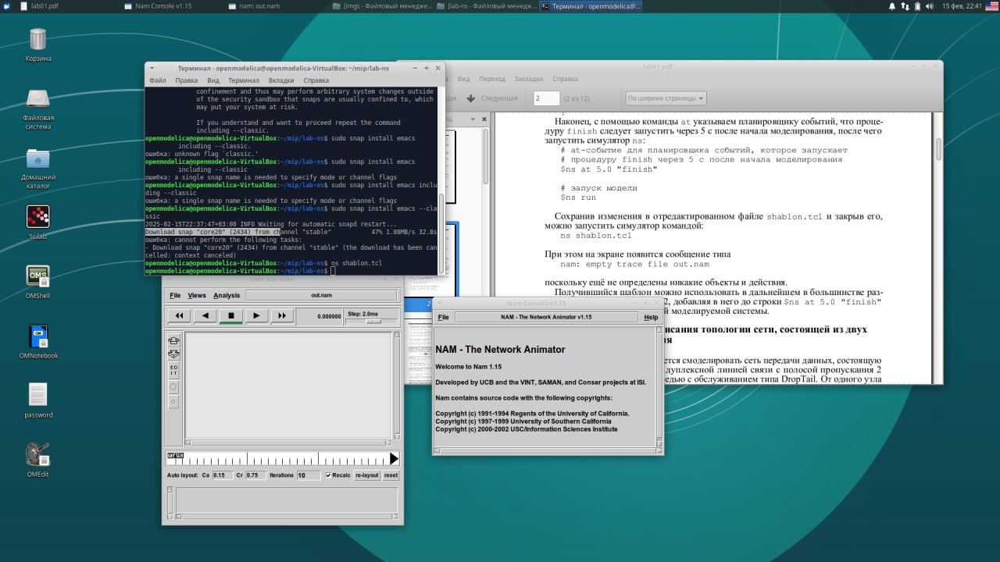 lab01.pdf
Nam Console v1.15
nam: out.nam
[imgs - Файловый менедже...
[lab-ns - Файловый менедж...
Терминал - openmodelica@...
15 фев, 22:41
Корзина
Файловая
система
Домашний
каталог
Scilab
OMS
OMShell
OM
OMNotebook
password
OMEdit
Терминал - openmodelica@openmodelica-VirtualBox: ~/mip/lab-ns
Файл Правка Вид Терминал Вкладки Справка
confinement and thus may perform arbitrary system changes outside
of the security sandbox that snaps are usually confined to, which
may put your system at risk.
If you understand and want to proceed repeat the command
including --classic.
openmodelica@openmodelica-VirtualBox:~/mip/lab-ns$ sudo snap install emacs
including --classic.
ошибка: unknown flag `classic.'
openmodelica@openmodelica-VirtualBox:~/mip/lab-ns$ sudo snap install emacs
including --classic
ошибка: a single snap name is needed to specify mode or channel flags
openmodelica@openmodelica-VirtualBox:~/mip/lab-ns$ sudo snap install emacs inclu
ding --classic
ошибка: a single snap name is needed to specify mode or channel flags
openmodelica@openmodelica-VirtualBox:~/mip/lab-ns$ sudo snap install emacs --cla
ssic
2025-02-15T22:37:47+03:00 INFO Waiting for automatic snapd restart...
Download snap "core20" (2434) from channel "stable" 47% 1.08MB/s 32.8s
ошибка: cannot perform the following tasks:
- Download snap "core20" (2434) from channel "stable" (the download has been can
celled: context canceled)
openmodelica@openmodelica-VirtualBox:~/mip/lab-ns$ ns shablon.tcl
openmodelica@openmodelica-VirtualBox:~/mip/lab-ns$
lab01.pdf
Вид Переход Закладки Справка
Следующая 2 (2 из 12) По ширине страницы
2
Наконец, с помощью команды at указываем планировщику событий, что проце-
дуру finish следует запустить через 5 с после начала моделирования, после чего
запустить симулятор ns:
# at-событие для планировщика событий, которое запускает
# процедуру finish через 5 с после начала моделирования
$ns at 5.0 "finish"
# запуск модели
$ns run
Сохранив изменения в отредактированном файле shablon.tcl и закрыв его,
можно запустить симулятор командой:
ns shablon.tcl
При этом на экране появится сообщение типа
nam: empty trace file out.nam
поскольку ещё не определены никакие объекты и действия.
Получившийся шаблон можно использовать в дальнейшем в большинстве раз-
2, добавляя в него до строки $ns at 5.0 "finish"
й моделируемой системы.
исания топологии сети, состоящей из двух
ия
ется смоделировать сеть передачи данных, состоящую
дуплексной линией связи с полосой пропускания 2
едью с обслуживанием типа DropTail. От одного узла
nam: out.nam
File Views Analysis out.nam
0.000000 Step: 2.0ms
ED
IT
Auto layout: Ca 0.15 Cr 0.75 Iterations 10 Recalc re-layout reset
Nam Console v1.15
File NAM - The Network Animator v1.15 Help
NAM - The Network Animator
Welcome to Nam 1.15
Developed by UCB and the VINT, SAMAN, and Conser projects at ISI.
Nam contains source code with the following copyrights:
Copyright (c) 1991-1994 Regents of the University of California.
Copyright (c) 1997-1999 University of Southern California
Copyright (c) 2000-2002 USC/Information Sciences Institute